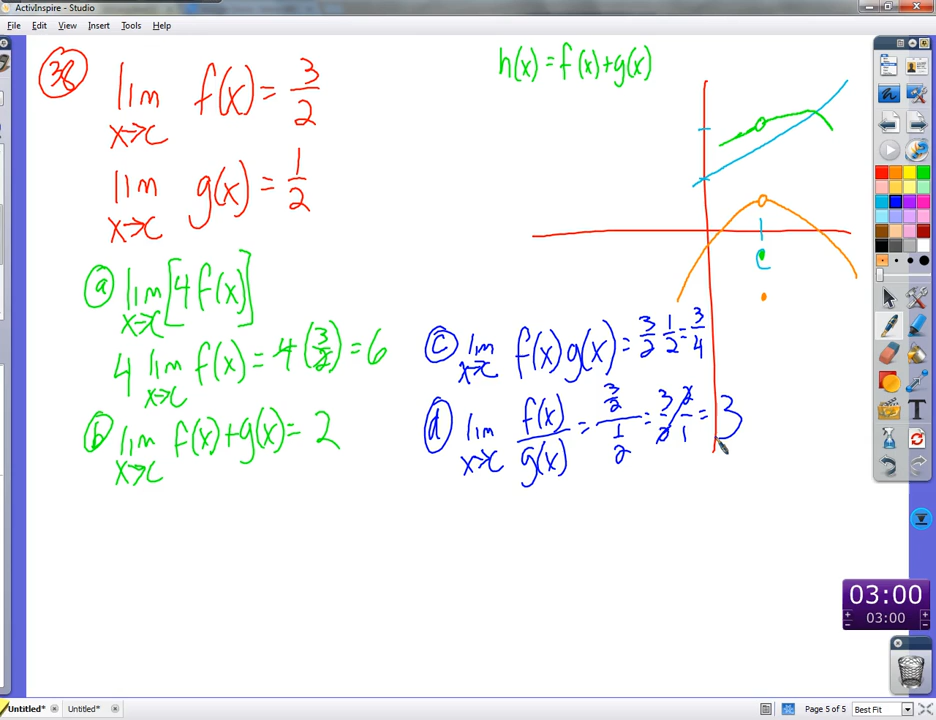 ActivInspire - Studio
File Edit View Insert Tools
38 lim x→c f(x) = 3/2
lim x→c g(x) = 1/2
a lim x→c [4 f(x)]
4 lim x→c f(x) = 4(3/2) = 6
b lim x→c f(x)+g(x) = 2
h(x) = f(x)+g(x)
c
c lim x→c f(x) g(x) = 3/2 1/2 = 3/4
d lim x→c f(x)/g(x) = 3/2 / 1/2 = 3/2 2/1 = 3
03:00
03:00
Untitled* Untitled* Page 5 of 5 Best Fit